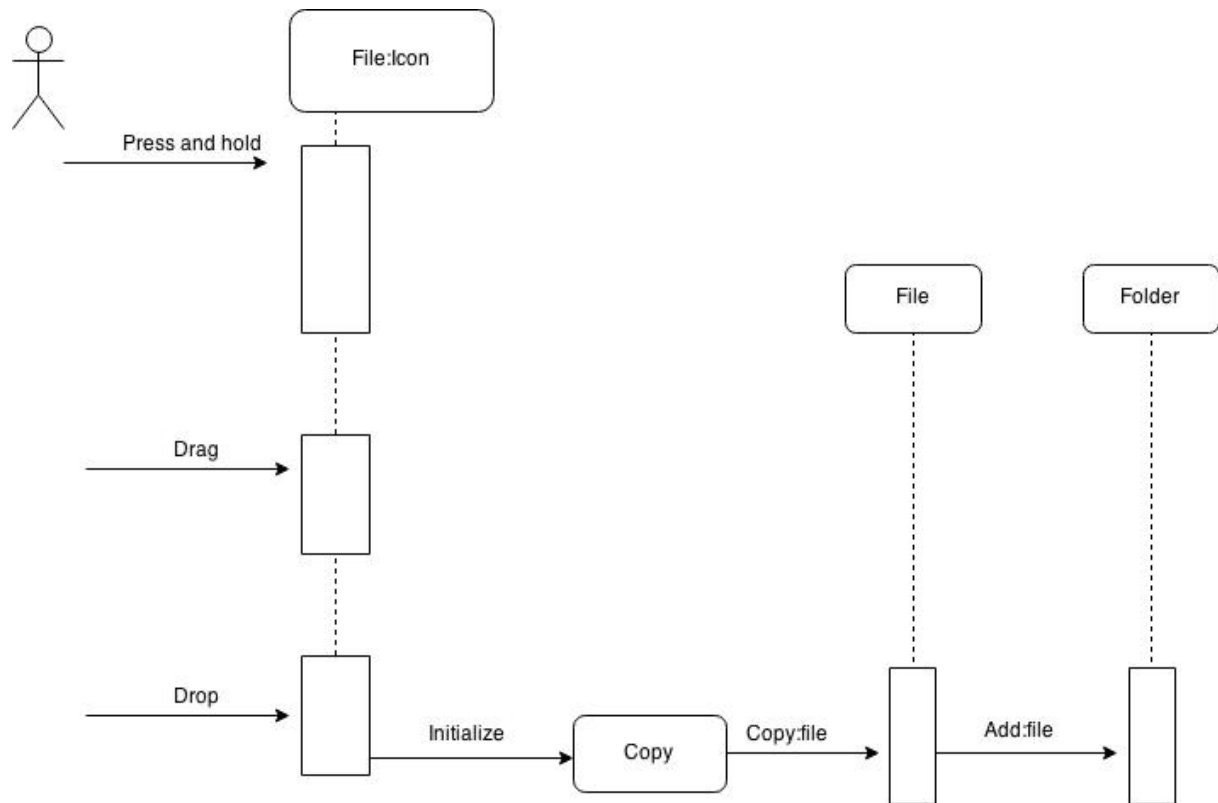 File:Icon
Press and hold
File
Folder
Drag
Drop
Initialize
Copy
Copy:file
Add:file